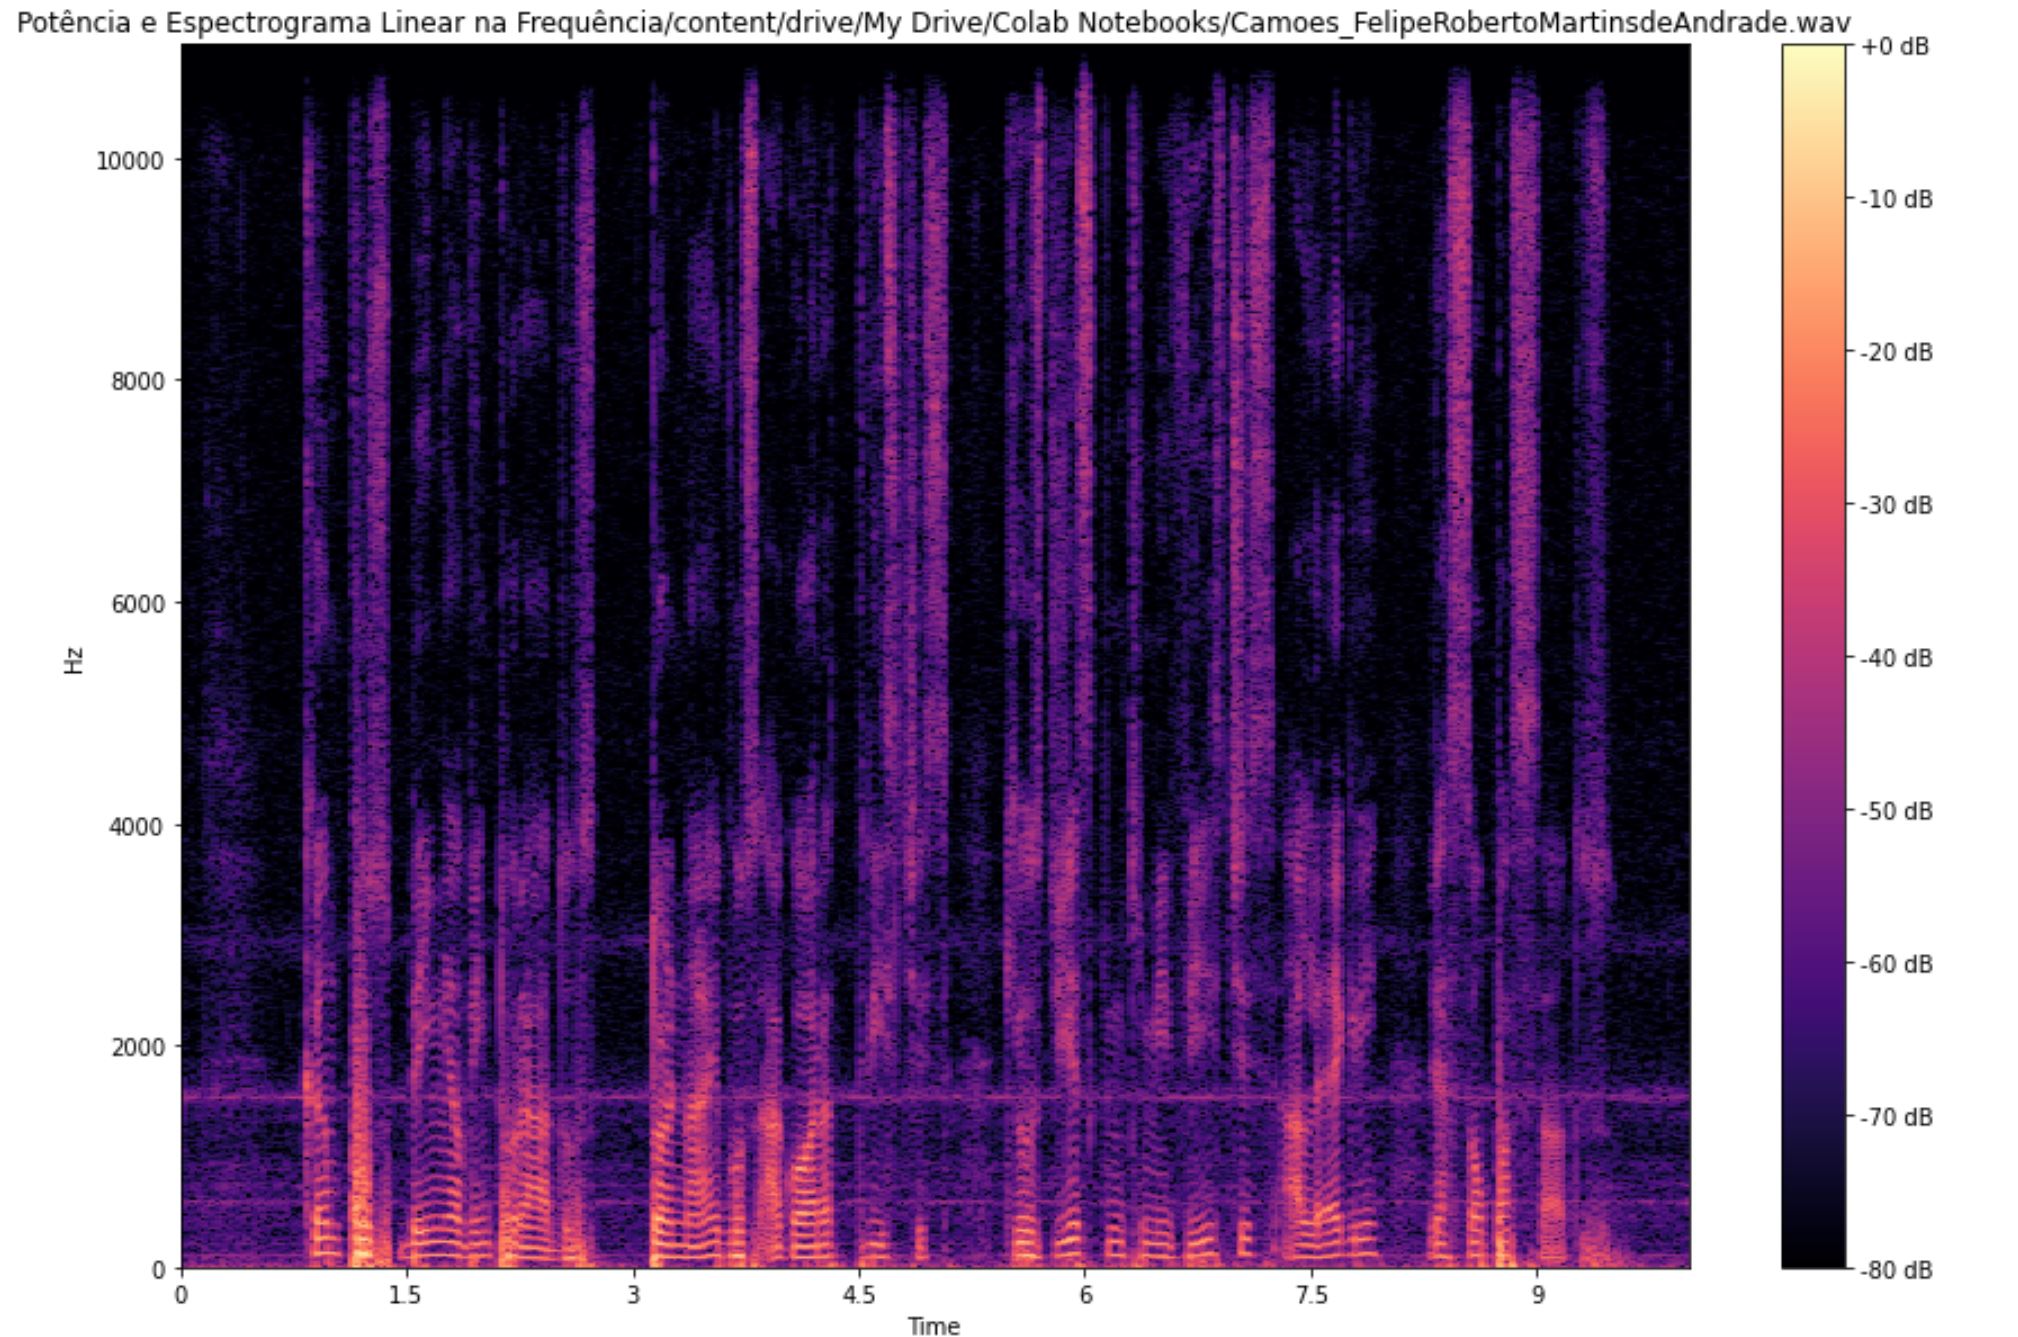 Potência e Espectrograma Linear na Frequência/content/drive/My Drive/Colab Notebooks/Camoes_FelipeRobertoMartinsdeAndrade.wav
+0 dB
10000
-10 dB
-20 dB
8000
-30 dB
6000
Hz
-40 dB
4000
-50 dB
-60 dB
2000
-70 dB
0
-80 dB
0 1.5 3 4.5 6 7.5 9
Time